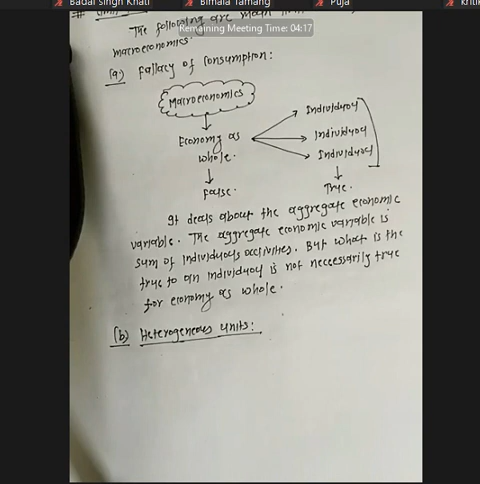 Badal Singh Khati Bimala Tamang Puja kritik
# Limit
The following are main
Remaining Meeting Time: 04:17
macroeconomics.
(a) Fallacy of Consumption:
Macroeconomics
Economy as whole.
Individual
Individual
Individual
False.
True.
It deals about the aggregate economic
variable. The aggregate economic variable is
sum of individuals activities. But what is the
true to an individual is not neccessarily true
for economy as whole.
(b) Heterogeneous units: